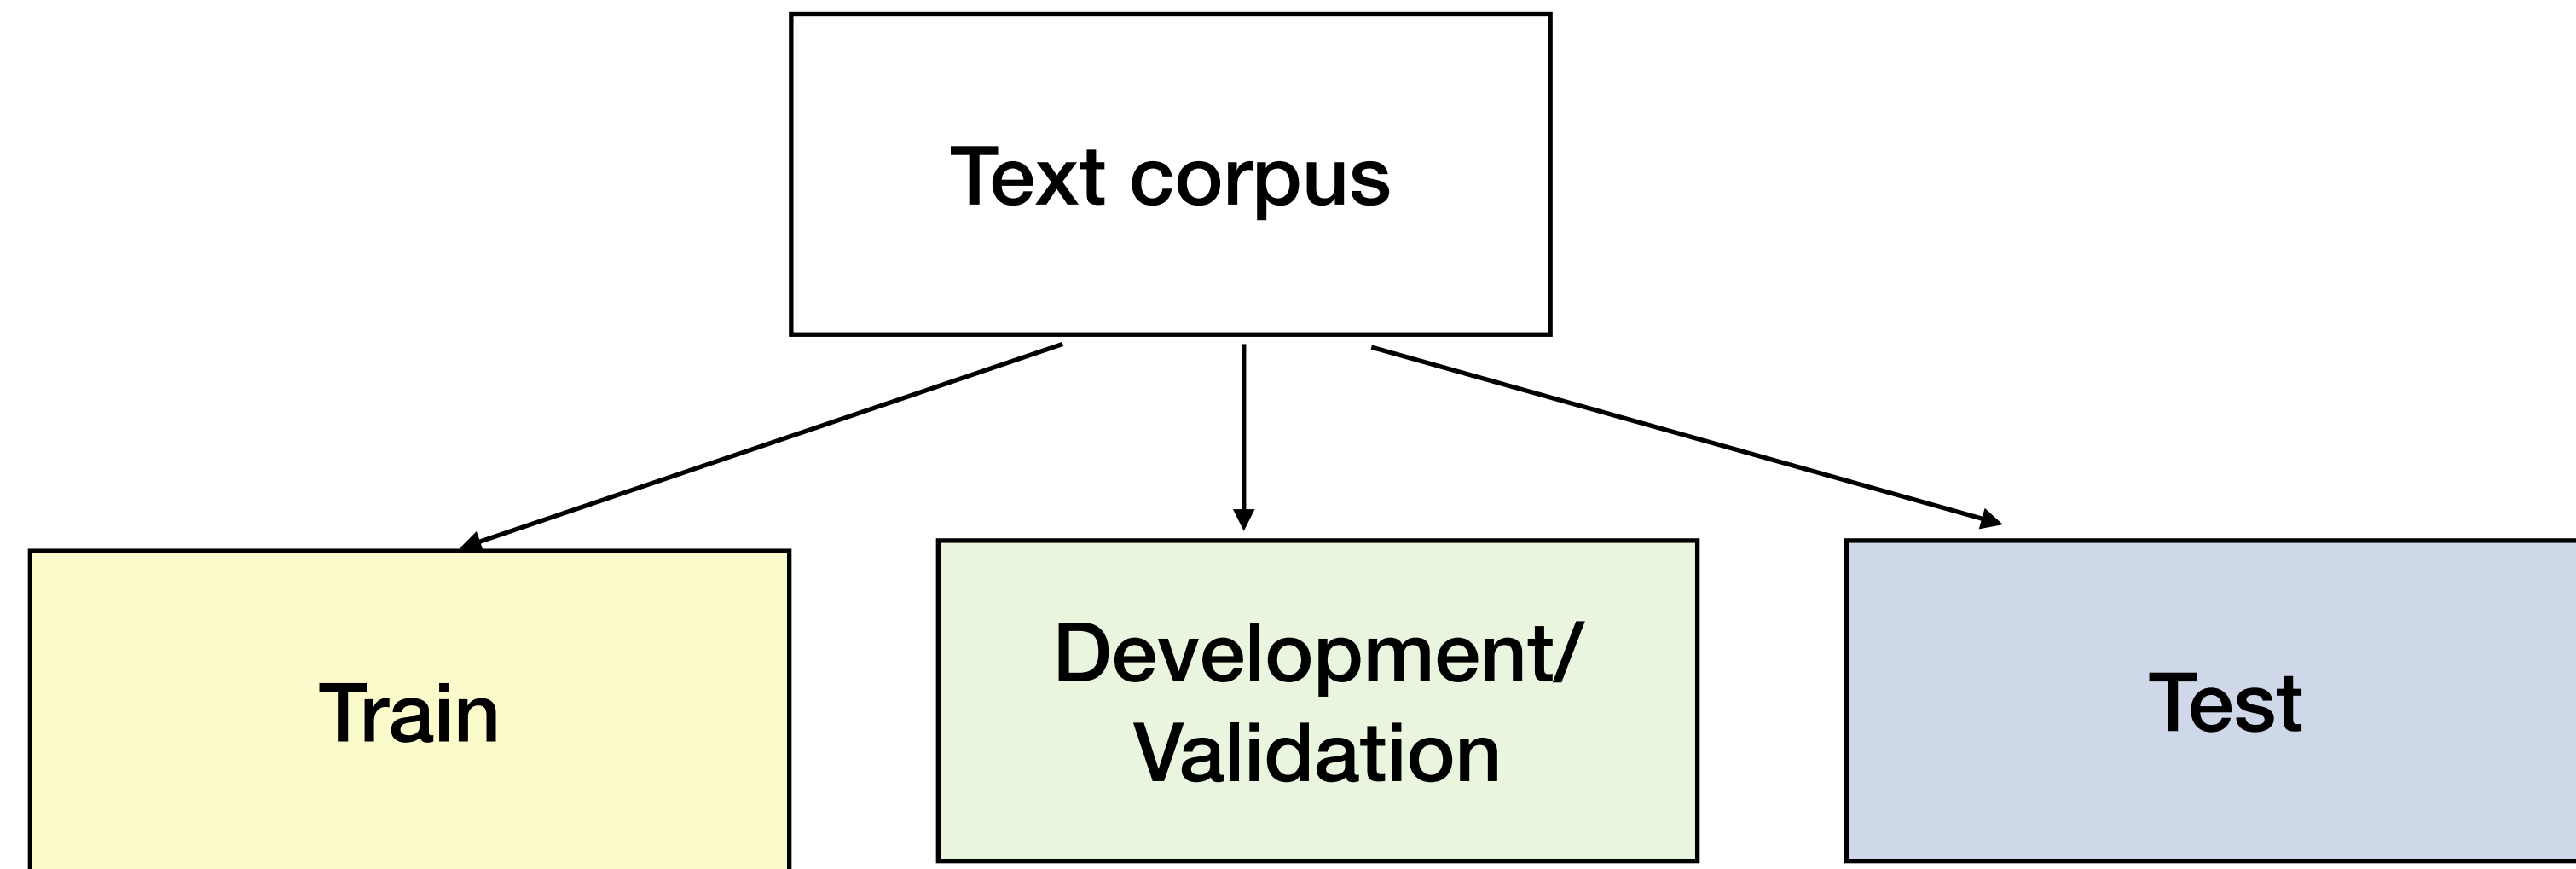 Text corpus
Train
Development/
Validation
Test